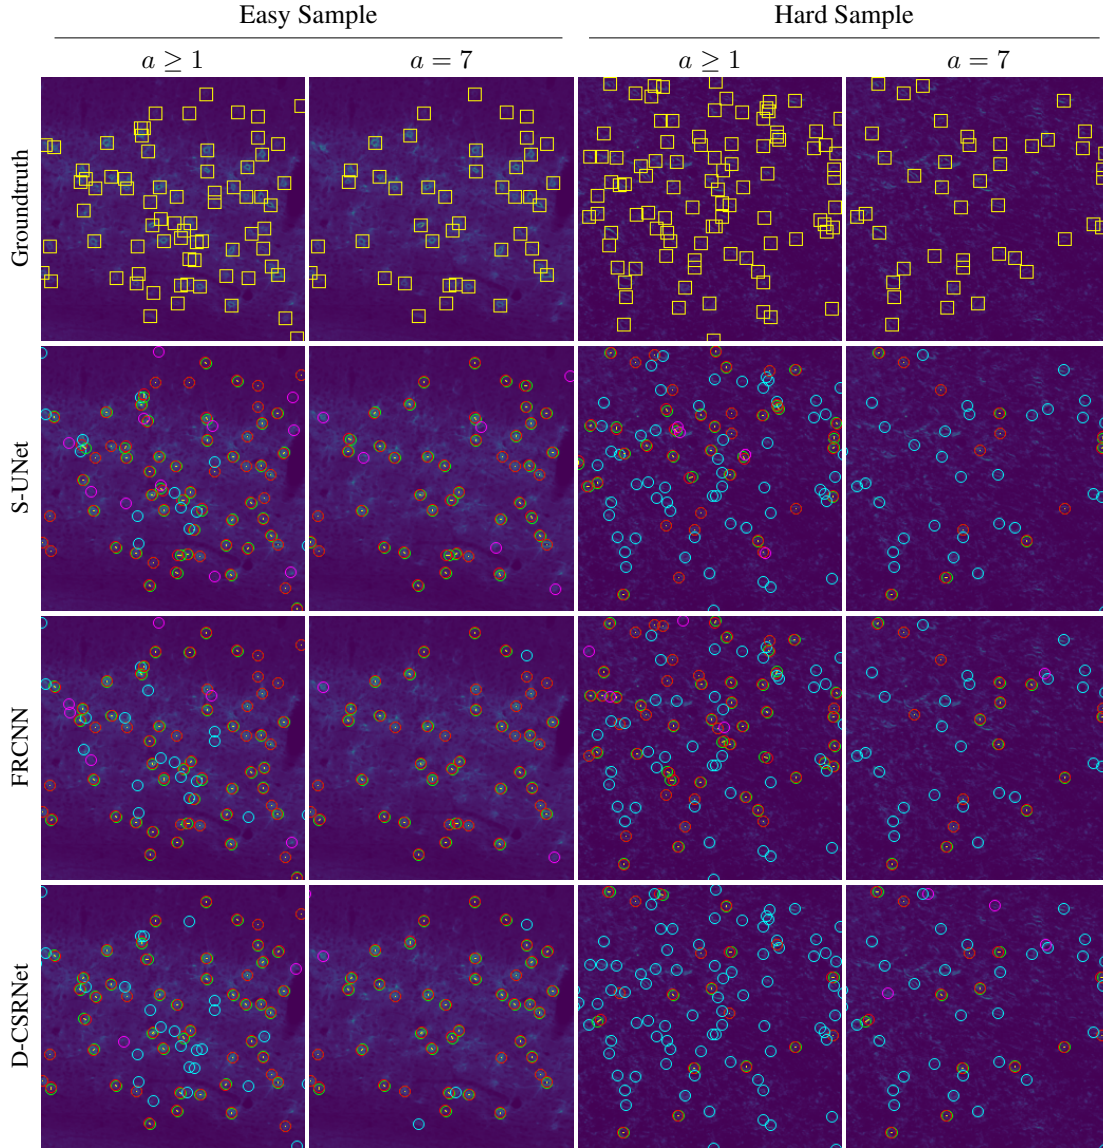 Easy Sample Hard Sample
a ≥ 1 a = 7 a ≥ 1 a = 7
Groundtruth
S-UNet
FRCNN
D-CSRNet